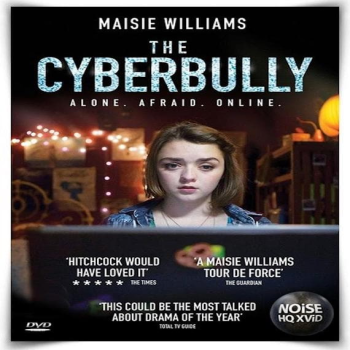 MAISIE WILLIAMS
THE
CYBERBULLY
ALONE. AFRAID. ONLINE.
'HITCHCOCK WOULD
HAVE LOVED IT'
★★★★★ THE TIMES
'A MAISIE WILLIAMS
TOUR DE FORCE'
THE GUARDIAN
'THIS COULD BE THE MOST TALKED
ABOUT DRAMA OF THE YEAR'
TOTAL TV GUIDE
DVD
NOiSE
HQ XViD